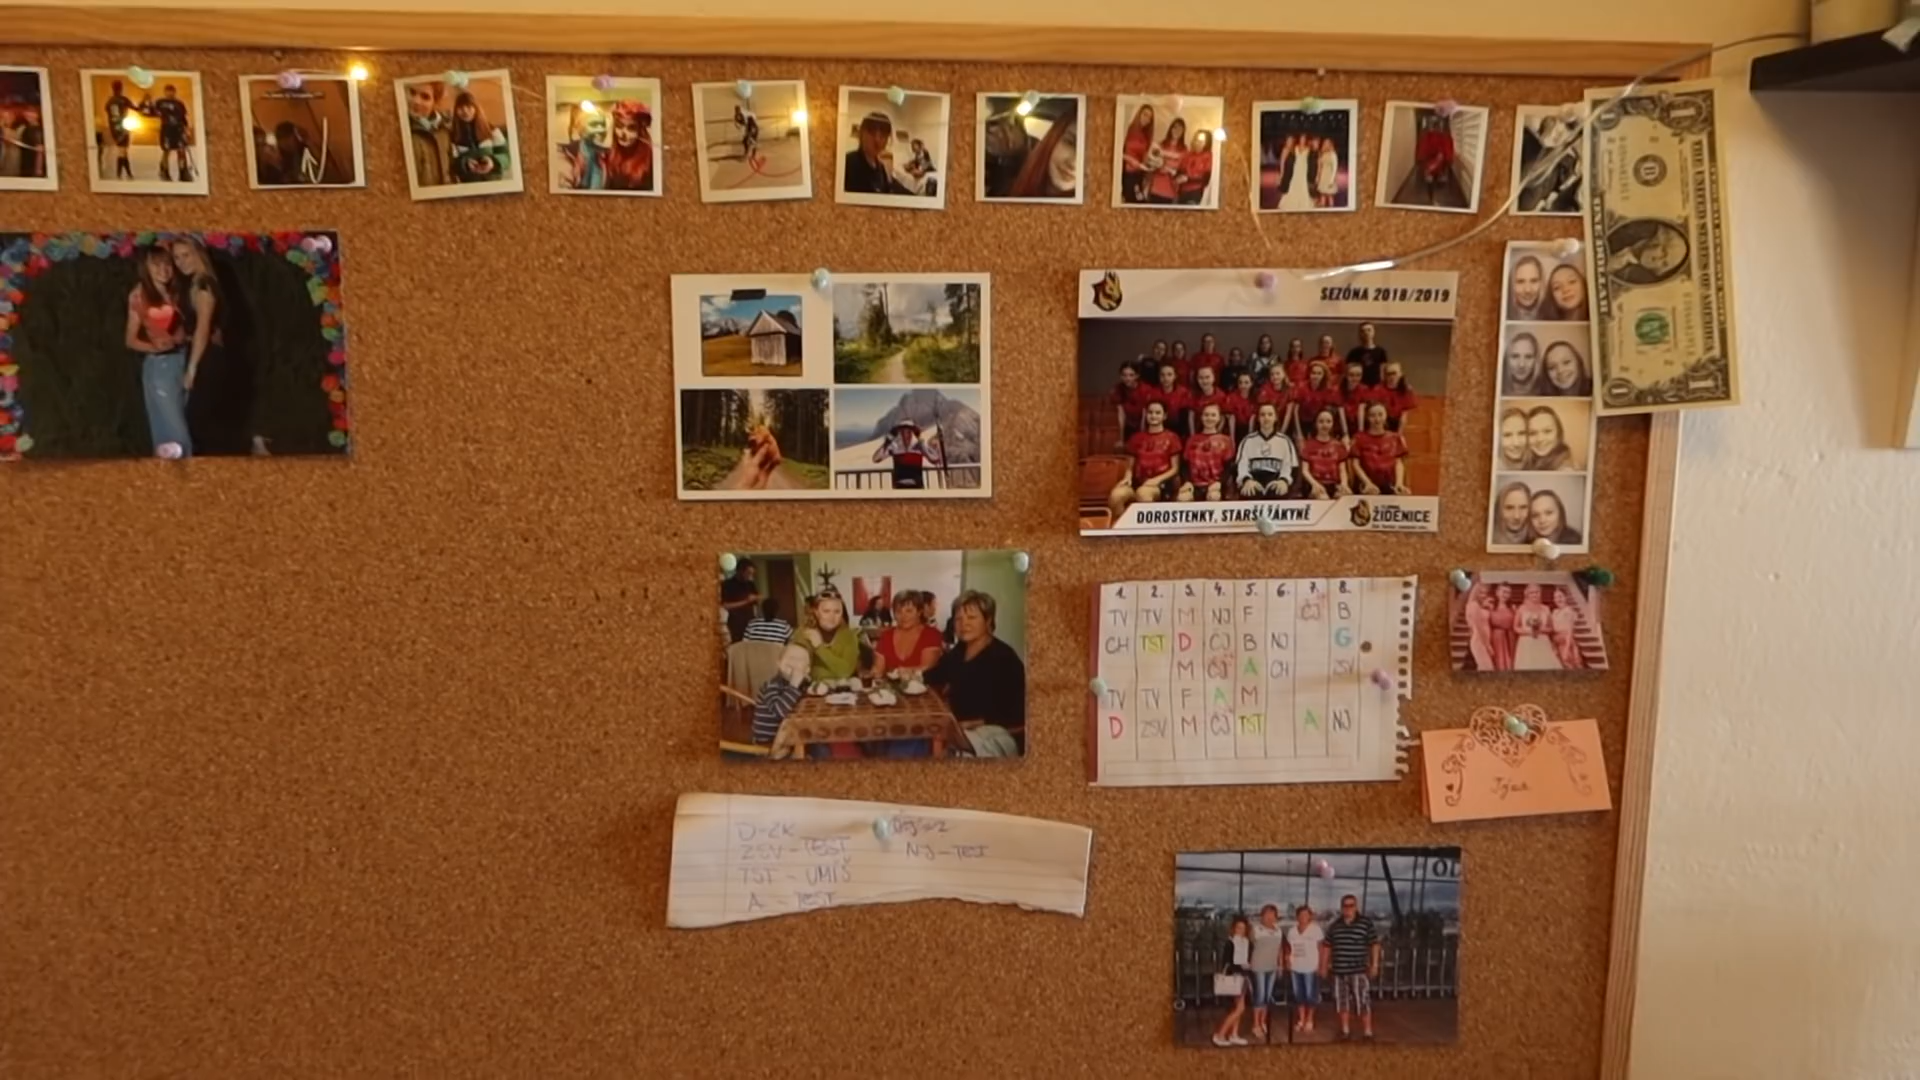 SEZÓNA 2018/2019
DOROSTENKY, STARŠÍ ŽÁKYNĚ
ŽIDENICE
THE UNITED STATES OF AMERICA
1. 2. 3. 4. 5. 6. 7. 8.
TV TV M NJ F ČJ B
CH TST D ČJ B NJ G
M ČJ A CH ZSV
TV TV F A M
D ZSV M ČJ TST A NJ
D-ZK
ZSV - TEST NJ - TEST
TST - UMÍŠ
A - TEST